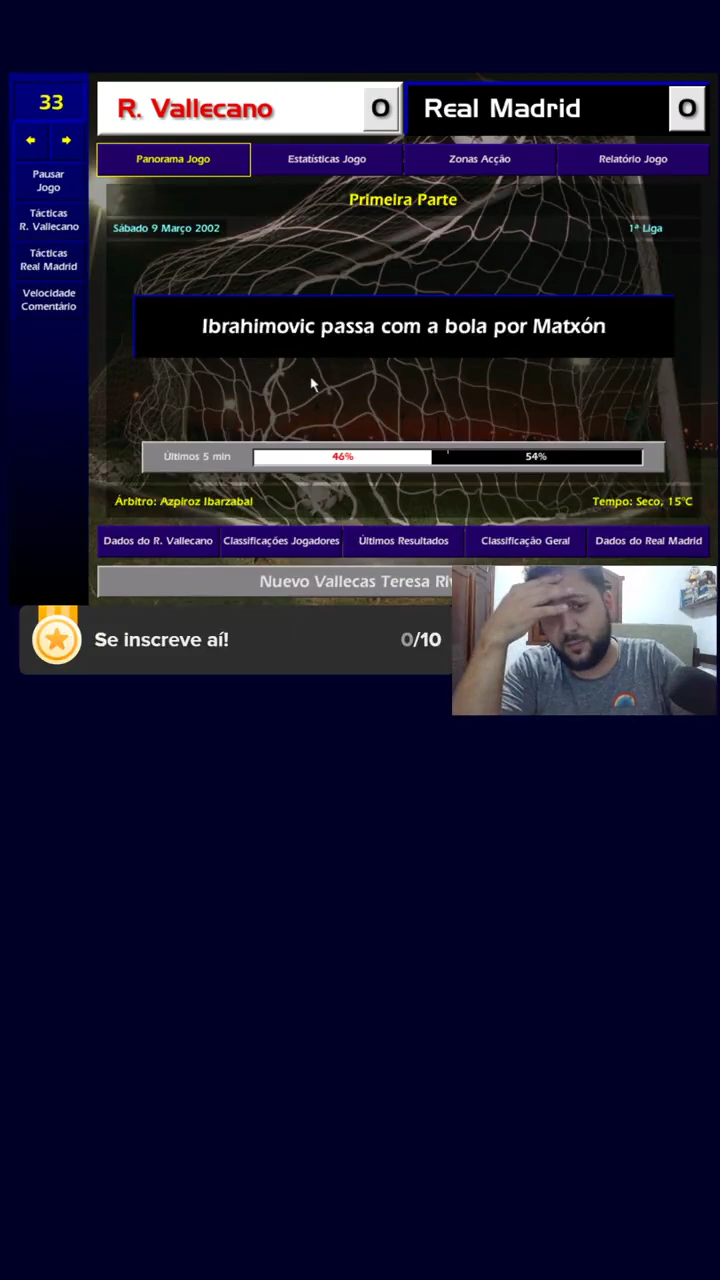 33
R. Vallecano 0
Real Madrid 0
Panorama Jogo
Estatísticas Jogo
Zonas Acção
Relatório Jogo
Pausar
Jogo
Tácticas
R. Vallecano
Tácticas
Real Madrid
Velocidade
Comentário
Primeira Parte
Sábado 9 Março 2002
1ª Liga
Ibrahimovic passa com a bola por Matxón
Últimos 5 min
46%
54%
Árbitro: Azpiroz Ibarzabal
Tempo: Seco, 15°C
Dados do R. Vallecano
Classificações Jogadores
Últimos Resultados
Classificação Geral
Dados do Real Madrid
Nuevo Vallecas Teresa
Se inscreve aí!
0/10